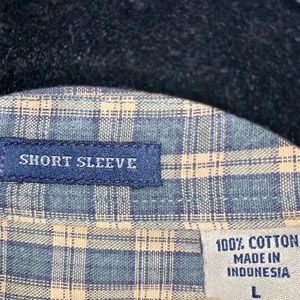 SHORT SLEEVE
100% COTTON
MADE IN
INDONESIA
L